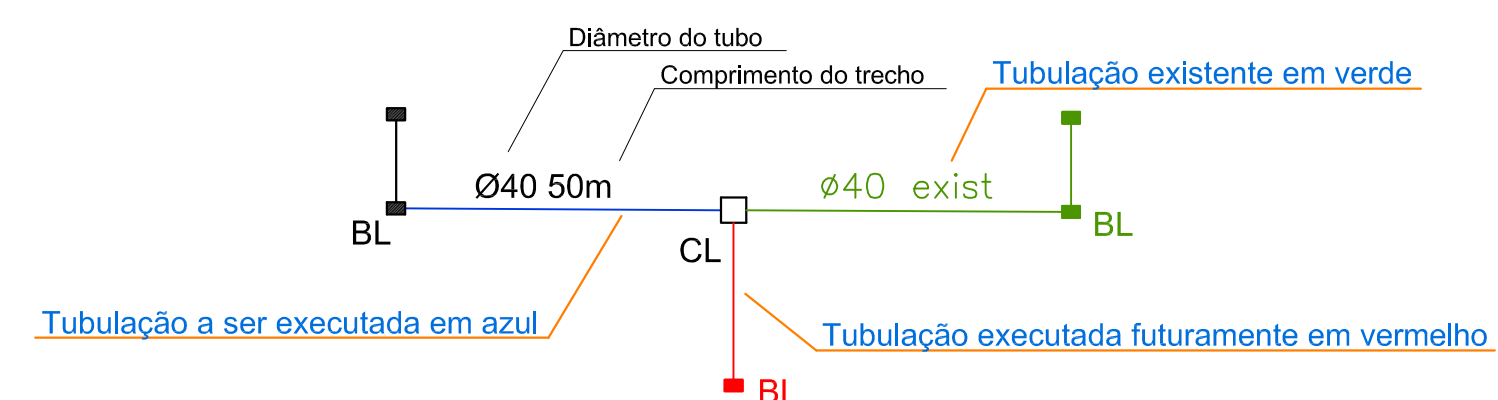 Diâmetro do tubo
Comprimento do trecho
Tubulação existente em verde
Ø40 50m
ø40 exist
BL
CL
BL
Tubulação a ser executada em azul
Tubulação executada futuramente em vermelho
BL